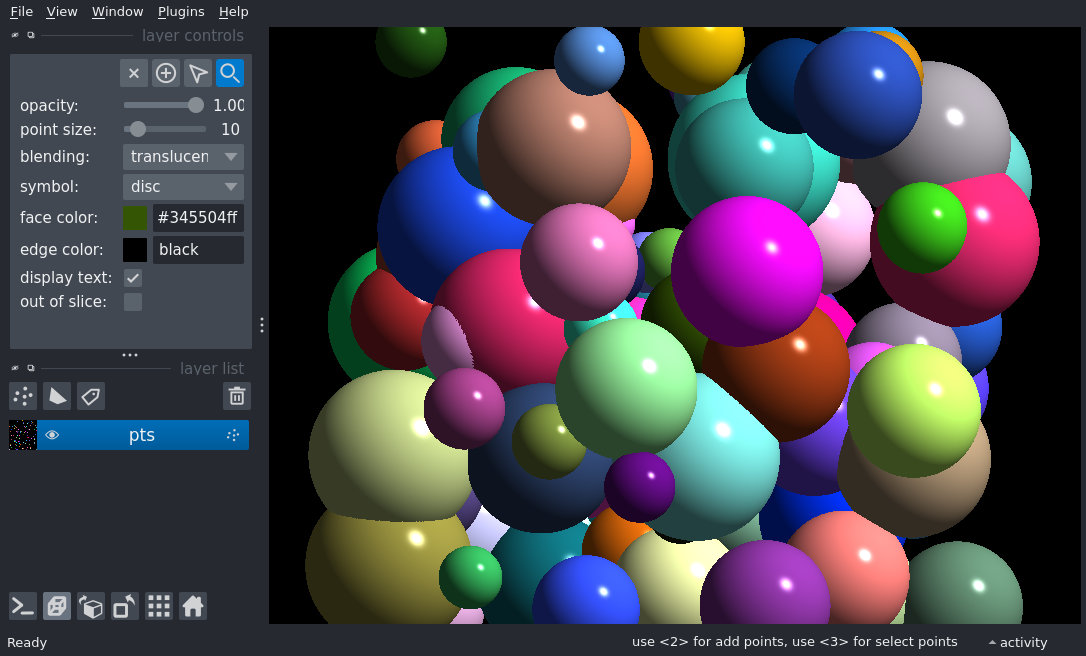 File View Window Plugins Help
layer controls
opacity: 1.00
point size: 10
blending: translucen
symbol: disc
face color: #345504ff
edge color: black
display text:
out of slice:
layer list
pts
Ready use <2> for add points, use <3> for select points activity